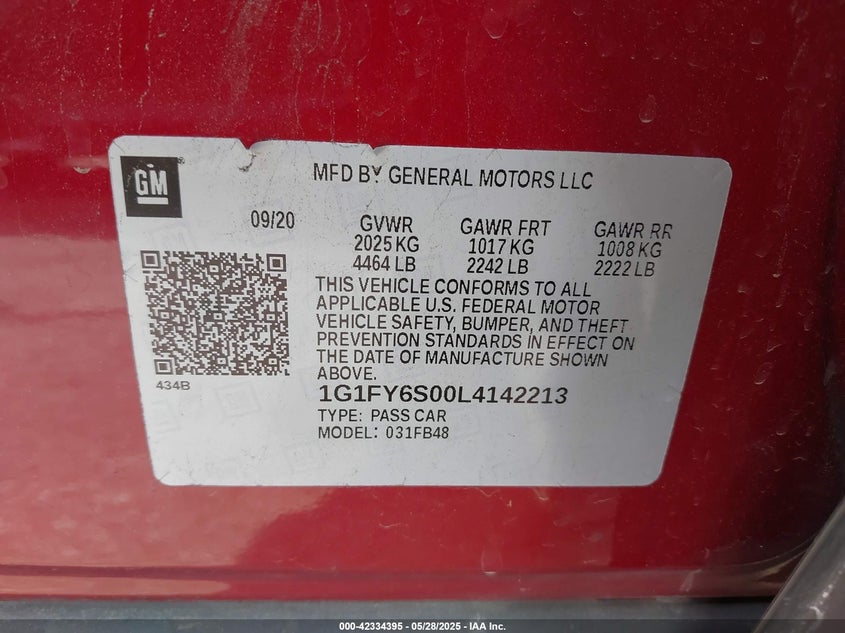 GM
MFD BY GENERAL MOTORS LLC
09/20
GVWR GAWR FRT GAWR RR
2025 KG 1017 KG 1008 KG
4464 LB 2242 LB 2222 LB
THIS VEHICLE CONFORMS TO ALL
APPLICABLE U.S. FEDERAL MOTOR
VEHICLE SAFETY, BUMPER, AND THEFT
PREVENTION STANDARDS IN EFFECT ON
THE DATE OF MANUFACTURE SHOWN
ABOVE.
434B
1G1FY6S00L4142213
TYPE: PASS CAR
MODEL: 031FB48
000-42334395 - 05/28/2025 - IAA Inc.